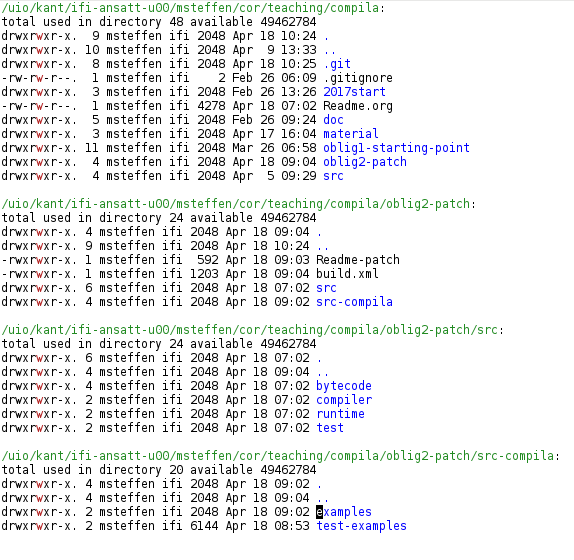 /uio/kant/ifi-ansatt-u00/msteffen/cor/teaching/compila:
total used in directory 48 available 49462784
drwxrwxr-x.  9 msteffen ifi 2048 Apr 18 10:24 .
drwxrwxr-x. 10 msteffen ifi 2048 Apr  9 13:33 ..
drwxrwxr-x.  8 msteffen ifi 2048 Apr 18 10:25 .git
-rw-rw-r--.  1 msteffen ifi    2 Feb 26 06:09 .gitignore
drwxrwxr-x.  3 msteffen ifi 2048 Feb 26 13:26 2017start
-rw-rw-r--.  1 msteffen ifi 4278 Apr 18 07:02 Readme.org
drwxrwxr-x.  5 msteffen ifi 2048 Feb 26 09:24 doc
drwxrwxr-x.  3 msteffen ifi 2048 Apr 17 16:04 material
drwxrwxr-x. 11 msteffen ifi 2048 Mar 26 06:58 oblig1-starting-point
drwxrwxr-x.  4 msteffen ifi 2048 Apr 18 09:04 oblig2-patch
drwxrwxr-x.  4 msteffen ifi 2048 Apr  5 09:29 src
/uio/kant/ifi-ansatt-u00/msteffen/cor/teaching/compila/oblig2-patch:
total used in directory 24 available 49462784
drwxrwxr-x. 4 msteffen ifi 2048 Apr 18 09:04 .
drwxrwxr-x. 9 msteffen ifi 2048 Apr 18 10:24 ..
-rwxrwxr-x. 1 msteffen ifi  592 Apr 18 09:03 Readme-patch
-rwxrwxr-x. 1 msteffen ifi 1203 Apr 18 09:04 build.xml
drwxrwxr-x. 6 msteffen ifi 2048 Apr 18 07:02 src
drwxrwxr-x. 4 msteffen ifi 2048 Apr 18 09:02 src-compila
/uio/kant/ifi-ansatt-u00/msteffen/cor/teaching/compila/oblig2-patch/src:
total used in directory 24 available 49462784
drwxrwxr-x. 6 msteffen ifi 2048 Apr 18 07:02 .
drwxrwxr-x. 4 msteffen ifi 2048 Apr 18 09:04 ..
drwxrwxr-x. 4 msteffen ifi 2048 Apr 18 07:02 bytecode
drwxrwxr-x. 2 msteffen ifi 2048 Apr 18 07:02 compiler
drwxrwxr-x. 2 msteffen ifi 2048 Apr 18 07:02 runtime
drwxrwxr-x. 2 msteffen ifi 2048 Apr 18 07:02 test
/uio/kant/ifi-ansatt-u00/msteffen/cor/teaching/compila/oblig2-patch/src-compila:
total used in directory 20 available 49462784
drwxrwxr-x. 4 msteffen ifi 2048 Apr 18 09:02 .
drwxrwxr-x. 4 msteffen ifi 2048 Apr 18 09:04 ..
drwxrwxr-x. 2 msteffen ifi 2048 Apr 18 09:02 examples
drwxrwxr-x. 2 msteffen ifi 6144 Apr 18 08:53 test-examples